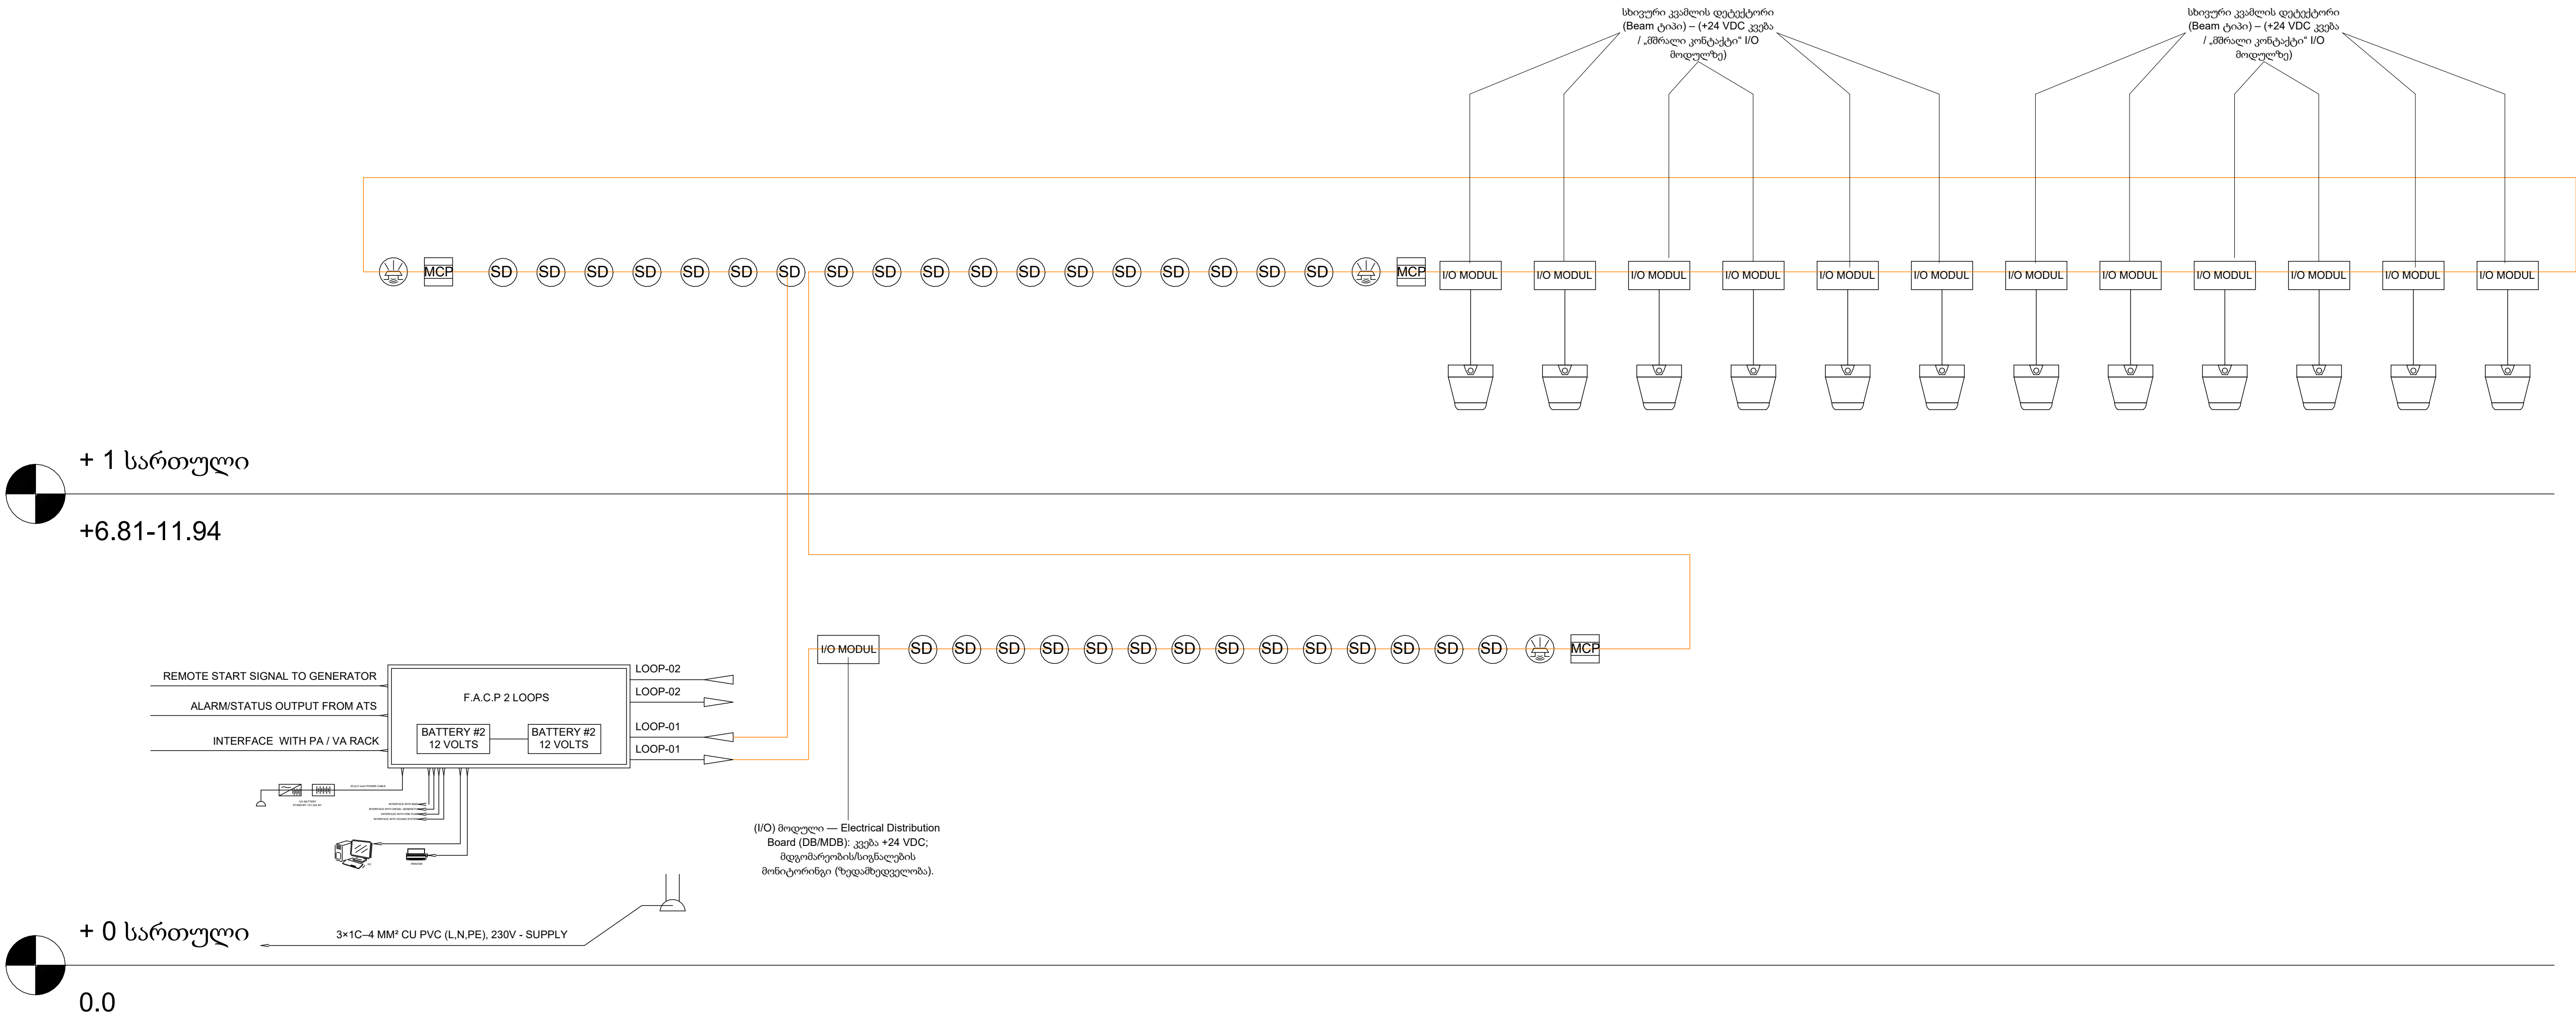 სხივური კვამლის დეტექტორი
(Beam ტიპი) – (+24 VDC კვება
/ „მშრალი კონტაქტი“ I/O
მოდულზე)
სხივური კვამლის დეტექტორი
(Beam ტიპი) – (+24 VDC კვება
/ „მშრალი კონტაქტი“ I/O
მოდულზე)
MCP SD SD SD SD SD SD SD SD SD SD SD SD SD SD SD SD SD SD MCP I/O MODUL I/O MODUL I/O MODUL I/O MODUL I/O MODUL I/O MODUL I/O MODUL I/O MODUL I/O MODUL I/O MODUL I/O MODUL I/O MODUL
+ 1 სართული
+6.81-11.94
I/O MODUL SD SD SD SD SD SD SD SD SD SD SD SD SD SD MCP
REMOTE START SIGNAL TO GENERATOR
ALARM/STATUS OUTPUT FROM ATS
INTERFACE WITH PA / VA RACK
F.A.C.P 2 LOOPS
BATTERY #2
12 VOLTS
BATTERY #2
12 VOLTS
LOOP-02
LOOP-02
LOOP-01
LOOP-01
PRINTER
PC
(I/O) მოდული — Electrical Distribution
Board (DB/MDB): კვება +24 VDC;
მდგომარეობის/სიგნალების
მონიტორინგი (ზედამხედველობა).
3×1C–4 MM² CU PVC (L,N,PE), 230V - SUPPLY
+ 0 სართული
0.0